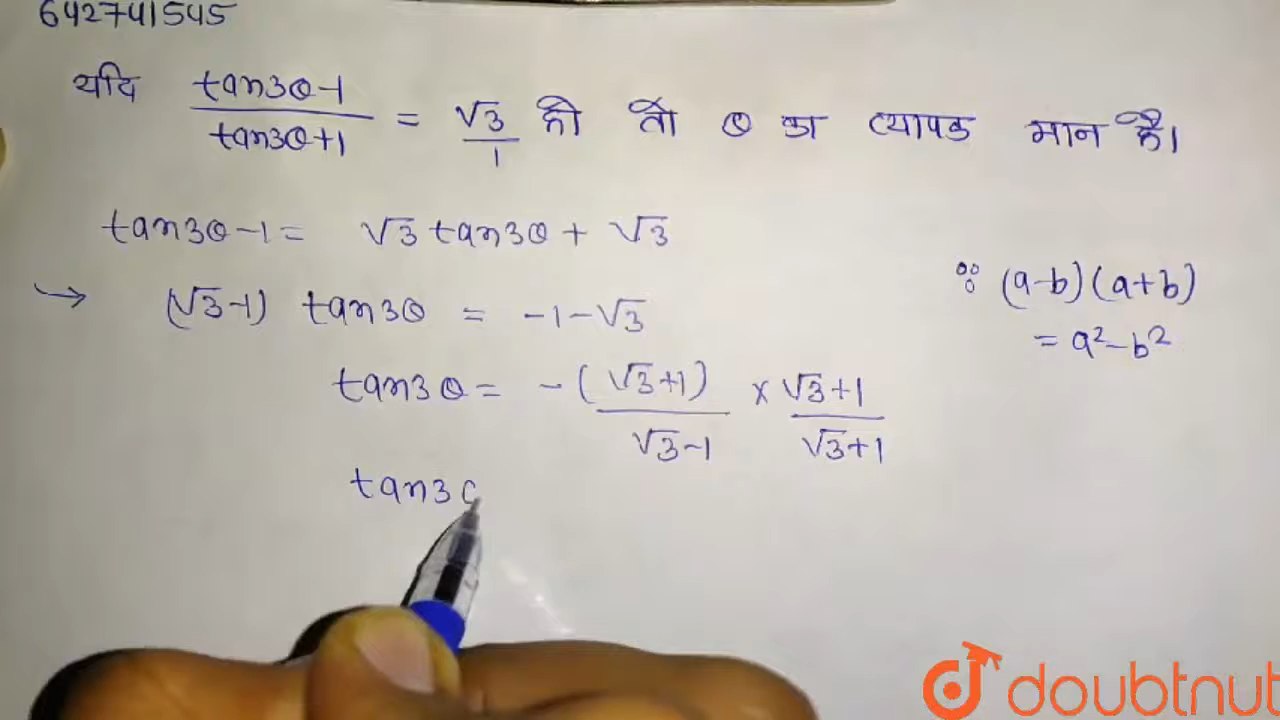 642741545
यदि (tan3θ-1)/(tan3θ+1) = √3/1 हो तो θ का व्यापक मान है।
tan3θ-1 = √3 tan3θ + √3
→ (√3-1) tan3θ = -1-√3
∵ (a-b)(a+b)
= a²-b²
tan3θ = -(√3+1)/(√3-1) × (√3+1)/(√3+1)
tan3
doubtnut